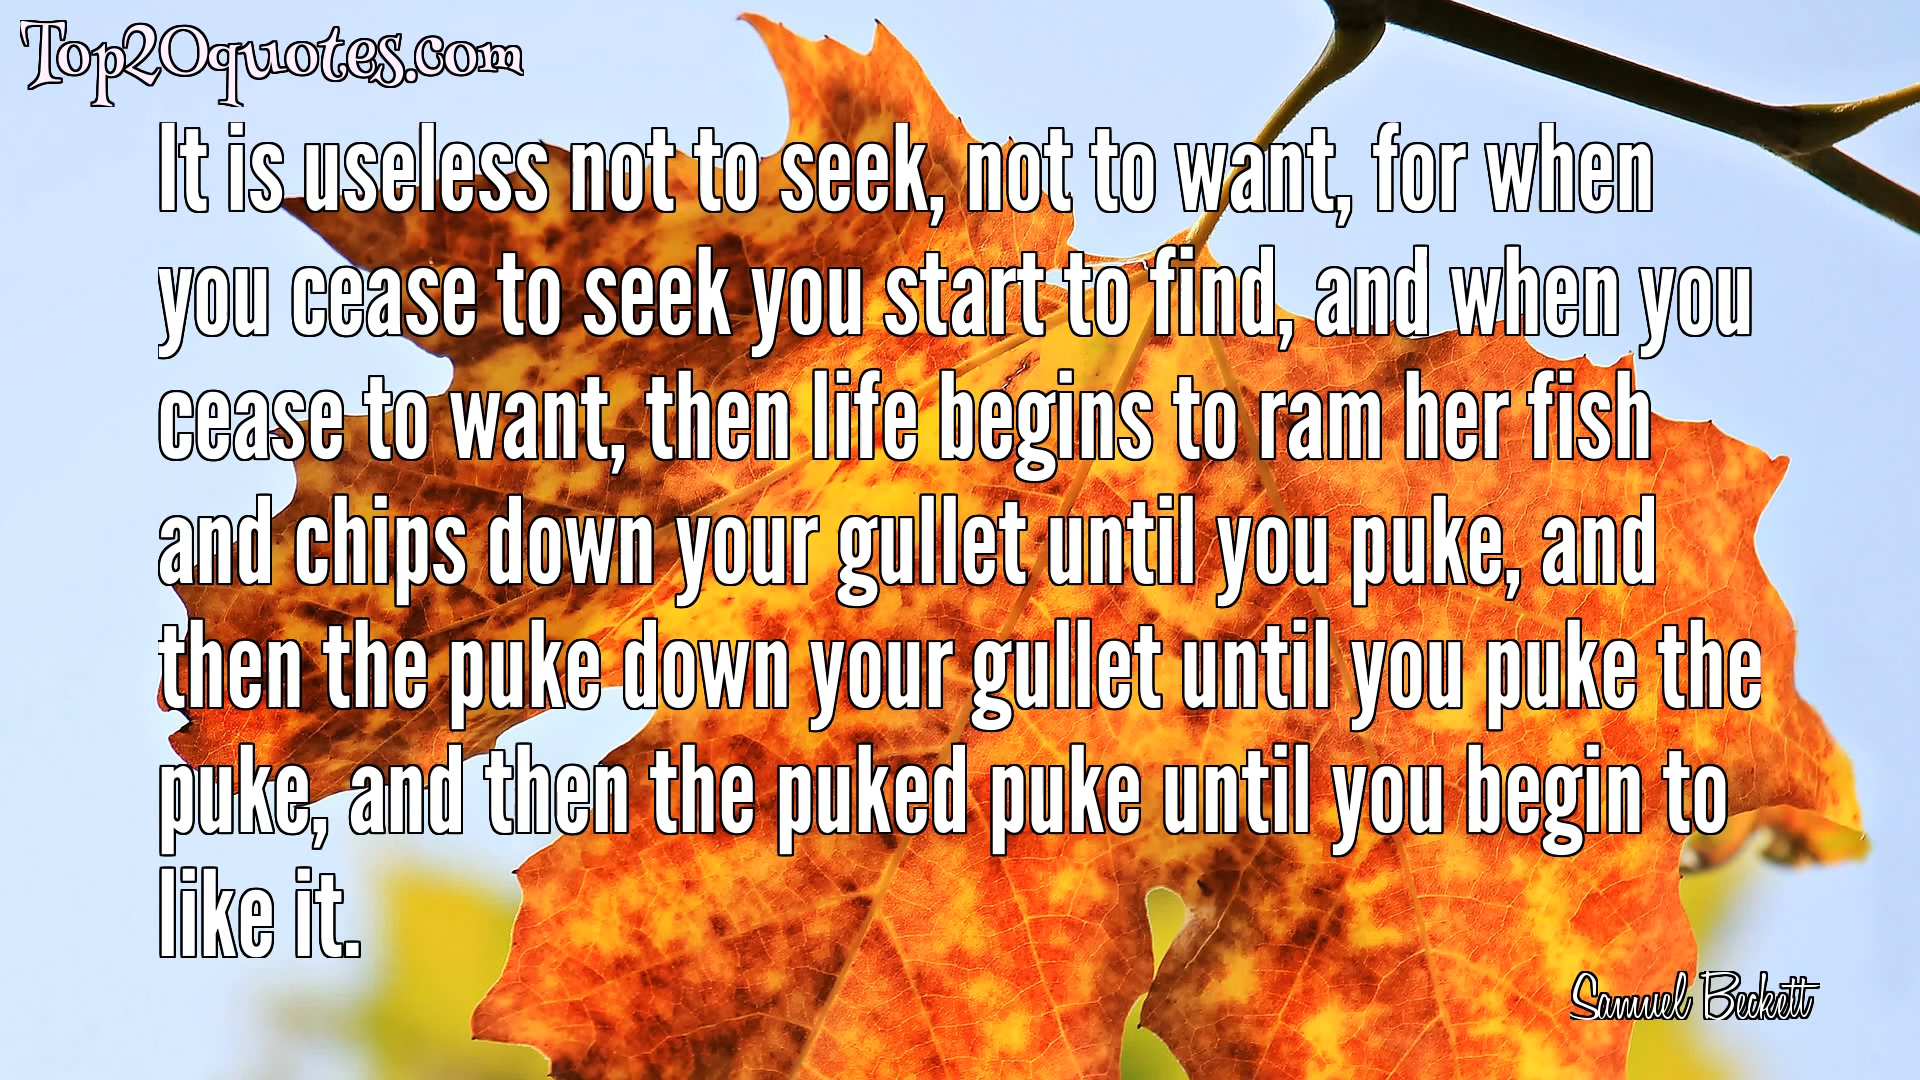 Top20quotes.com
It is useless not to seek, not to want, for when
you cease to seek you start to find, and when you
cease to want, then life begins to ram her fish
and chips down your gullet until you puke, and
then the puke down your gullet until you puke the
puke, and then the puked puke until you begin to
like it.
Samuel Beckett